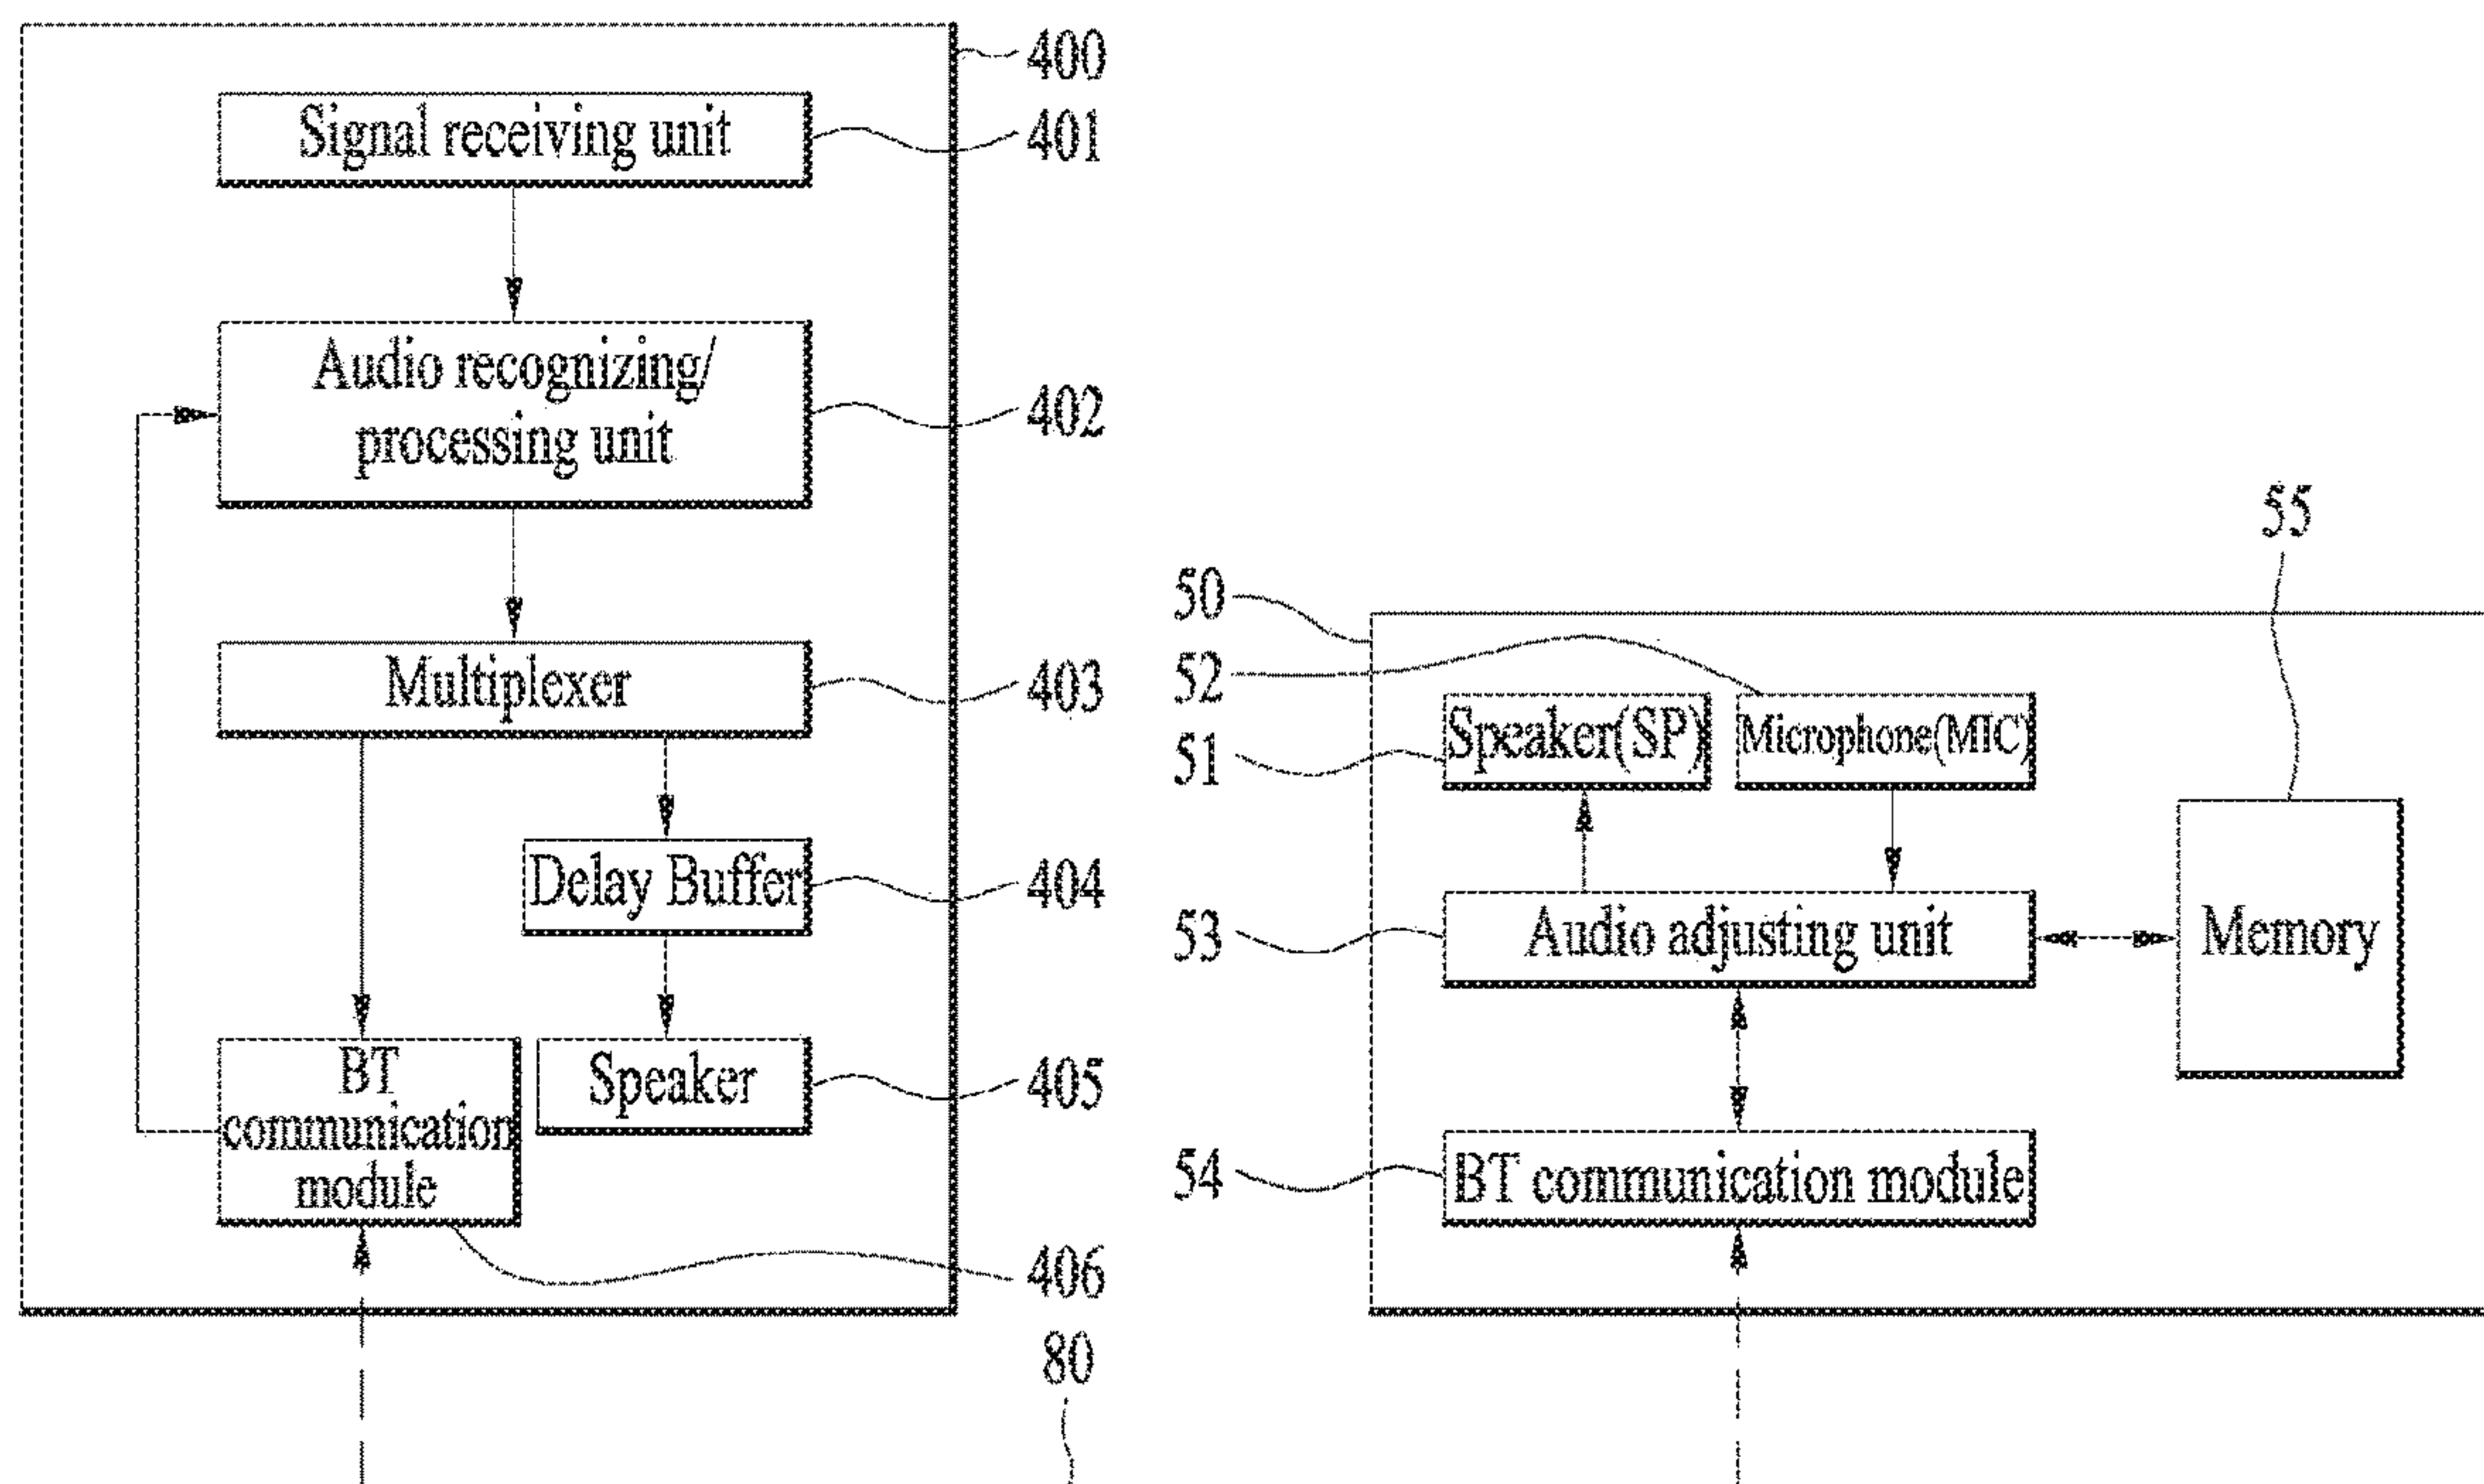 400
Signal receiving unit
401
Audio recognizing/
processing unit
402
Multiplexer
403
Delay Buffer
404
Speaker
405
BT
communication
module
406
80
50
52
51
Speaker(SP)
Microphone(MIC)
55
53
Audio adjusting unit
Memory
54
BT communication module